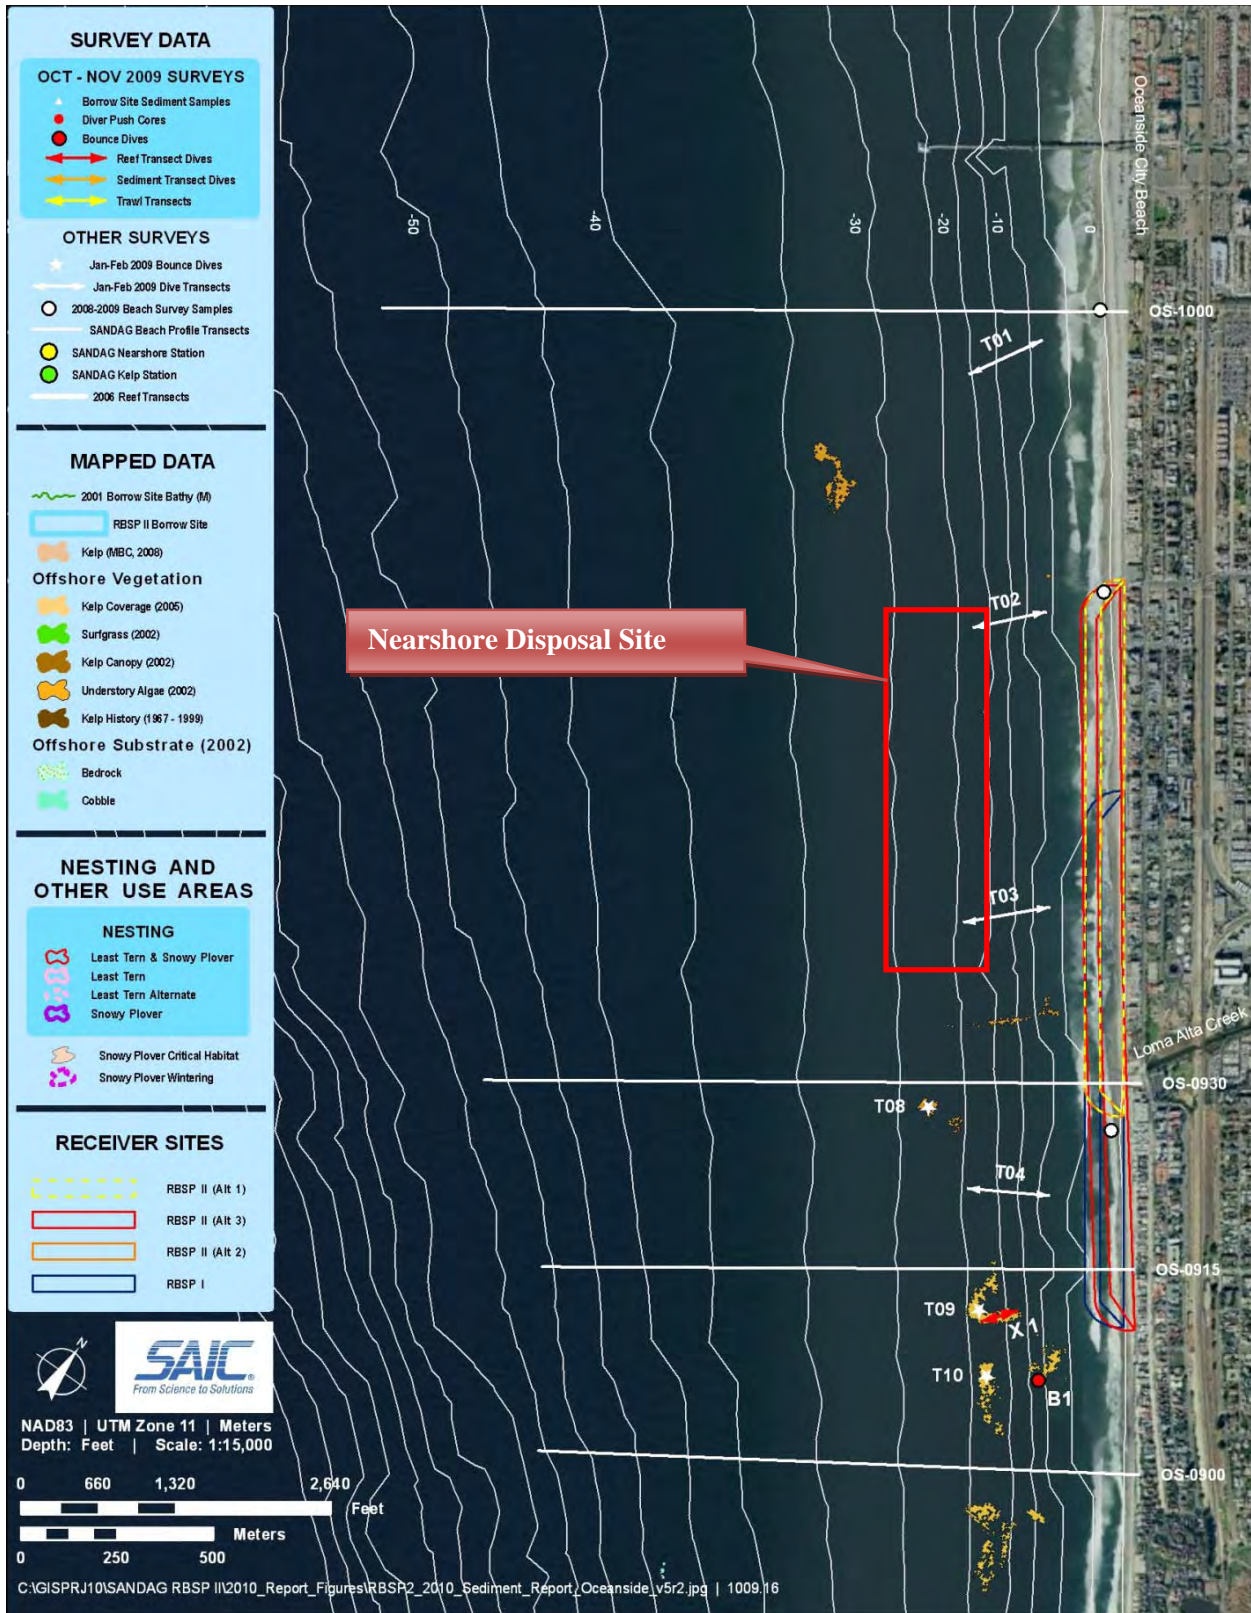 SURVEY DATA
OCT - NOV 2009 SURVEYS
Borrow Site Sediment Samples
Diver Push Cores
Bounce Dives
Reef Transect Dives
Sediment Transect Dives
Trawl Transects
OTHER SURVEYS
Jan-Feb 2009 Bounce Dives
Jan-Feb 2009 Dive Transects
2008-2009 Beach Survey Samples
SANDAG Beach Profile Transects
SANDAG Nearshore Station
SANDAG Kelp Station
2006 Reef Transects
MAPPED DATA
2001 Borrow Site Bathy (M)
RBSP II Borrow Site
Kelp (MBC, 2008)
Offshore Vegetation
Kelp Coverage (2005)
Surfgrass (2002)
Kelp Canopy (2002)
Understory Algae (2002)
Kelp History (1967 - 1999)
Offshore Substrate (2002)
Bedrock
Cobble
NESTING AND
OTHER USE AREAS
NESTING
Least Tern & Snowy Plover
Least Tern
Least Tern Alternate
Snowy Plover
Snowy Plover Critical Habitat
Snowy Plover Wintering
RECEIVER SITES
RBSP II (Alt 1)
RBSP II (Alt 3)
RBSP II (Alt 2)
RBSP I
N
SAIC
From Science to Solutions
NAD83 | UTM Zone 11 | Meters
Depth: Feet | Scale: 1:15,000
0 660 1,320 2,640
Feet
Meters
0 250 500
C:\GISPRJ10\SANDAG RBSP II\2010_Report_Figures\RBSP2_2010_Sediment_Report_Oceanside_v5r2.jpg | 1009.16
Oceanside City Beach
-50
-40
-30
-20
-10
0
OS-1000
T01
T02
Nearshore Disposal Site
T03
Loma Alta Creek
OS-0930
T08
T04
OS-0915
T09
X 1
T10
B1
OS-0900